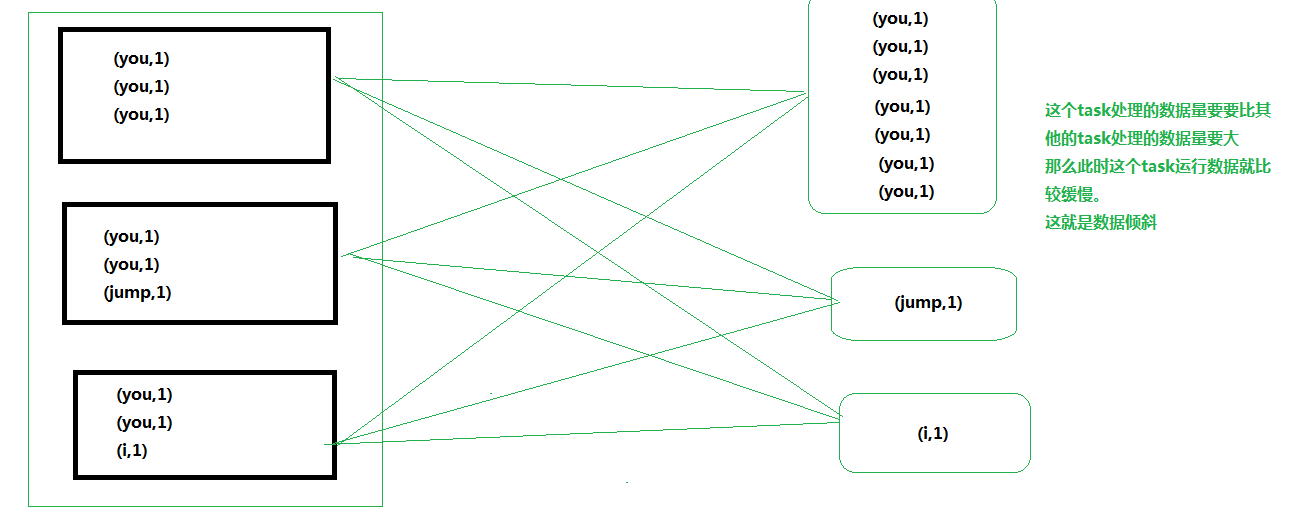 (you,1)
(you,1)
(you,1)
(you,1)
(you,1)
(jump,1)
(you,1)
(you,1)
(i,1)
(you,1)
(you,1)
(you,1)
(you,1)
(you,1)
(you,1)
(you,1)
(jump,1)
(i,1)
这个task处理的数据量要要比其
他的task处理的数据量要大
那么此时这个task运行数据就比
较缓慢。
这就是数据倾斜